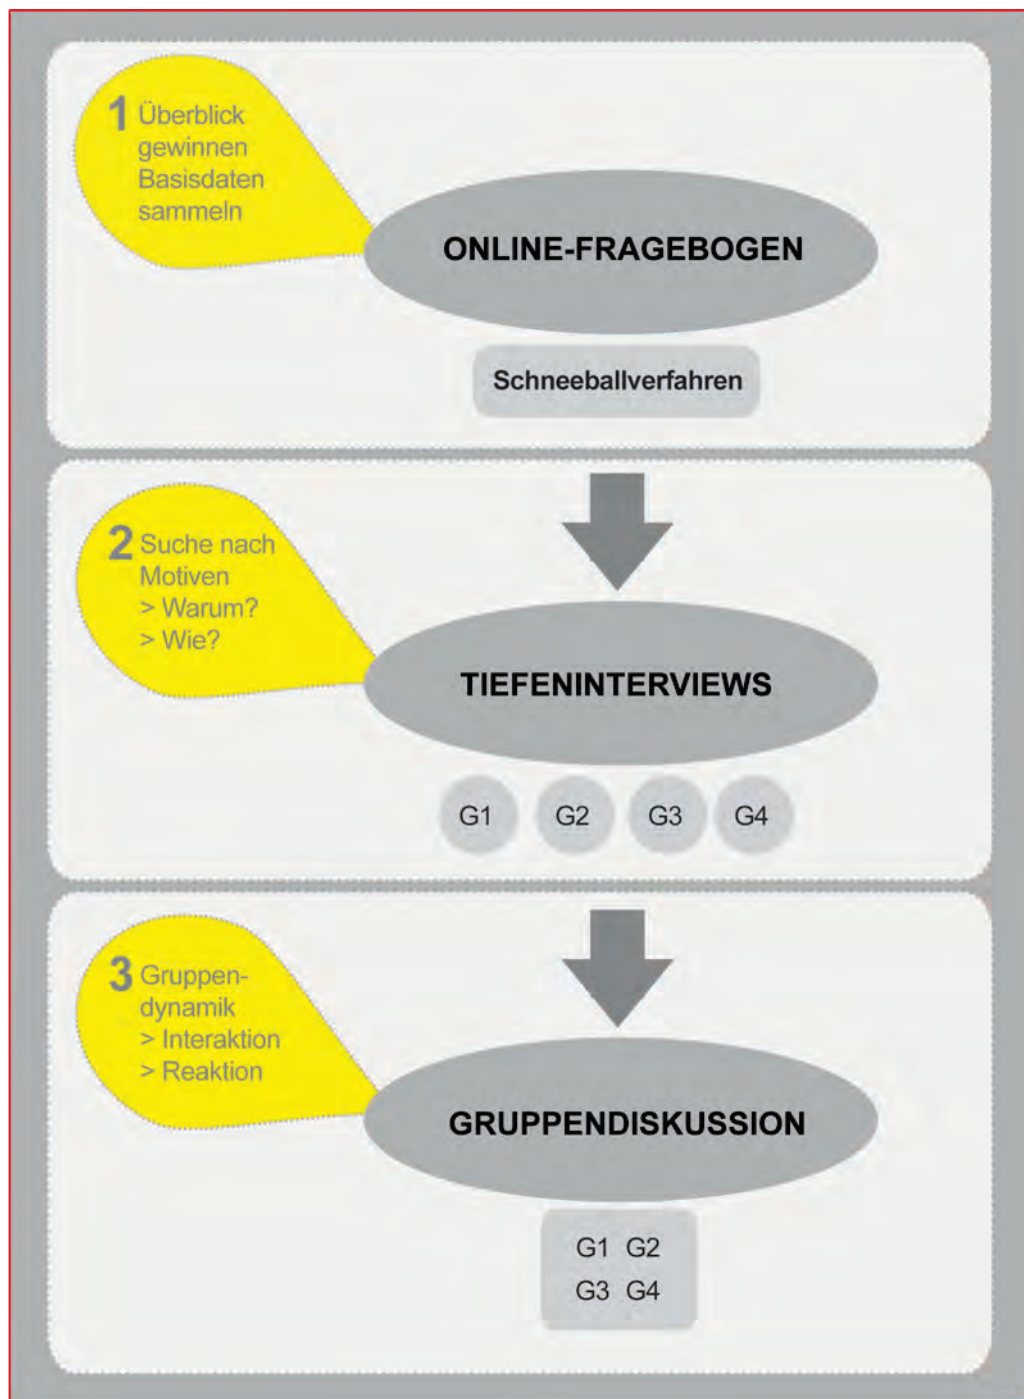 1 Überblick
gewinnen
Basisdaten
sammeln
ONLINE-FRAGEBOGEN
Schneeballverfahren
2 Suche nach
Motiven
> Warum?
> Wie?
TIEFENINTERVIEWS
G1 G2 G3 G4
3 Gruppen-
dynamik
> Interaktion
> Reaktion
GRUPPENDISKUSSION
G1 G2
G3 G4